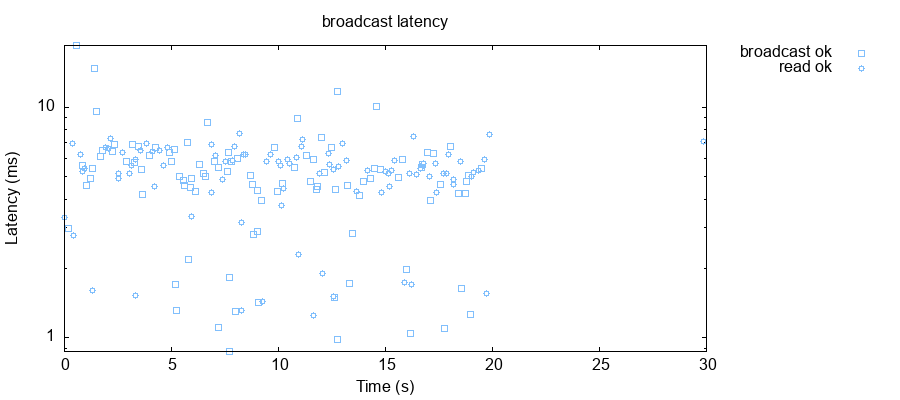 broadcast latency
broadcast ok
read ok
10
1
Latency (ms)
0 5 10 15 20 25 30
Time (s)